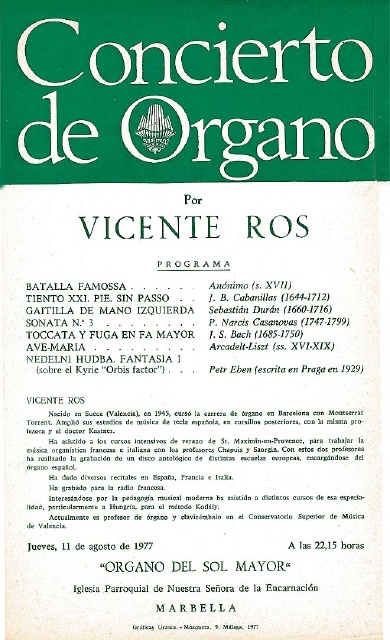 Concierto
de Organo
Por
VICENTE ROS
PROGRAMA
BATALLA FAMOSSA . . . . . . Anónimo (s. XVII)
TIENTO XXI. PIE. SIN PASSO . . J. B. Cabanillas (1644-1712)
GAITILLA DE MANO IZQUIERDA Sebastián Durán (1660-1716)
SONATA N.º 3 . . . . . . . . P. Narcis Casanovas (1747-1799)
TOCCATA Y FUGA EN FA MAYOR J. S. Bach (1685-1750)
AVE-MARIA . . . . . . . . . Arcadelt-Liszt (ss. XVI-XIX)
NEDELNI HUDBA. FANTASIA I
(sobre el Kyrie "Orbis factor") . . . Petr Eben (escrita en Praga en 1929)
VICENTE ROS
Nacido en Sueca (Valencia), en 1945, cursó la carrera de órgano en Barcelona con Montserrat
Torrent. Amplió sus estudios de música de tecla española, en cursillos posteriores, con la misma pro-
fesora y el doctor Kastner.
Ha asistido a los cursos intensivos de verano de St. Maximin-en-Provence, para trabajar la
música organística francesa e italiana con los profesores Chapuis y Saorgin. Con estos dos profesores
ha realizado la grabación de un disco antológico de distintas escuelas europeas, encargándose del
órgano español.
Ha dado diversos recitales en España, Francia e Italia.
Ha grabado para la radio francesa.
Interesándose por la pedagogía musical moderna ha asistido a distintos cursos de esa especia-
lidad, particularmente a Hungría, para el método Kodály.
Actualmente es profesor de órgano y clavicémbalo en el Conservatorio Superior de Música
de Valencia.
Jueves, 11 de agosto de 1977 A las 22,15 horas
"ORGANO DEL SOL MAYOR"
Iglesia Parroquial de Nuestra Señora de la Encarnación
MARBELLA
Gráficas Urania. - Mosquera, 9. Málaga, 1977